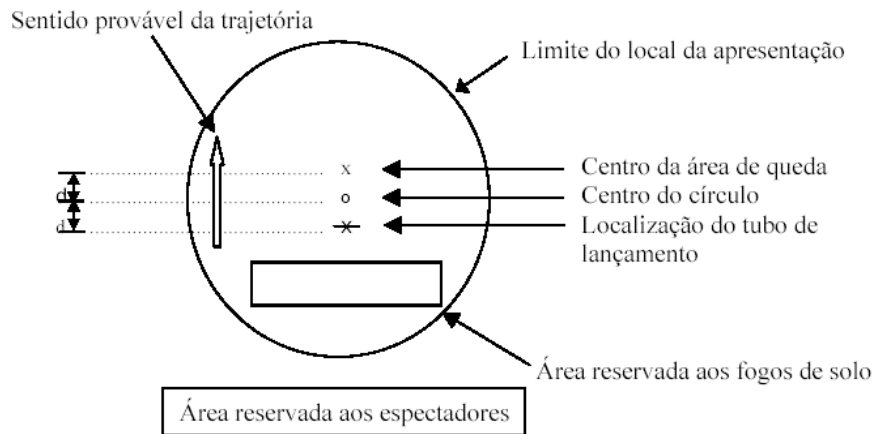 Sentido provável da trajetória
Limite do local da apresentação
x
Centro da área de queda
d
o
Centro do círculo
d
x
Localização do tubo de
lançamento
Área reservada aos fogos de solo
Área reservada aos espectadores